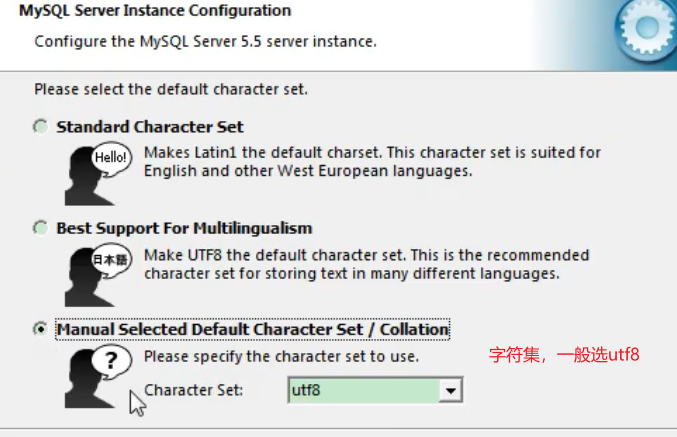 MySQL Server Instance Configuration
Configure the MySQL Server 5.5 server instance.
Please select the default character set.
Standard Character Set
Hello!
Makes Latin1 the default charset. This character set is suited for
English and other West European languages.
Best Support For Multilingualism
日本語
Make UTF8 the default character set. This is the recommended
character set for storing text in many different languages.
Manual Selected Default Character Set / Collation
?
Please specify the character set to use.
字符集，一般选utf8
Character Set:
utf8